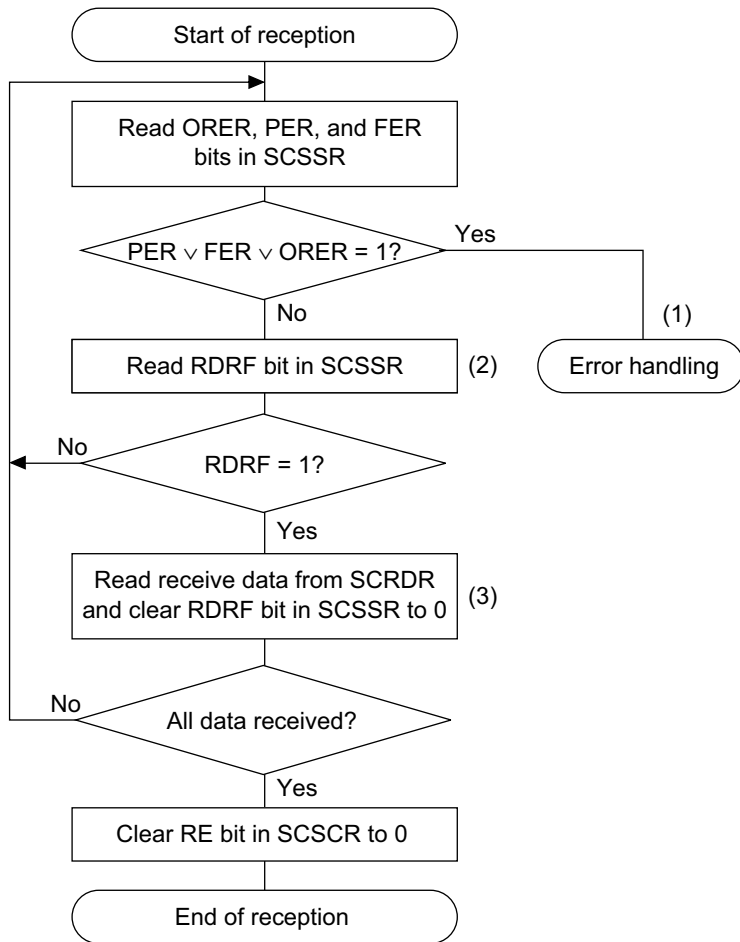 Start of reception
Read ORER, PER, and FER
bits in SCSSR
PER ∨ FER ∨ ORER = 1?
Yes
No
(1)
Error handling
Read RDRF bit in SCSSR
(2)
No
RDRF = 1?
Yes
Read receive data from SCRDR
and clear RDRF bit in SCSSR to 0
(3)
No
All data received?
Yes
Clear RE bit in SCSCR to 0
End of reception